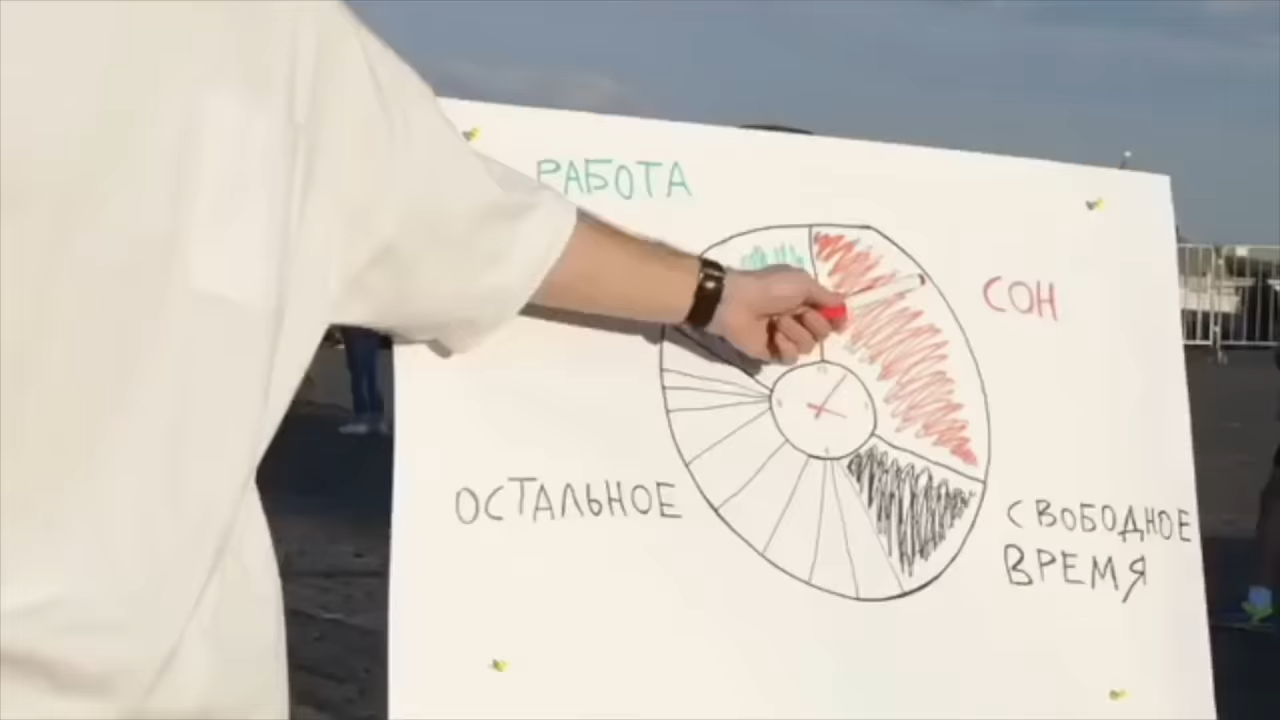 РАБОТА
СОН
ОСТАЛЬНОЕ
СВОБОДНОЕ
ВРЕМЯ